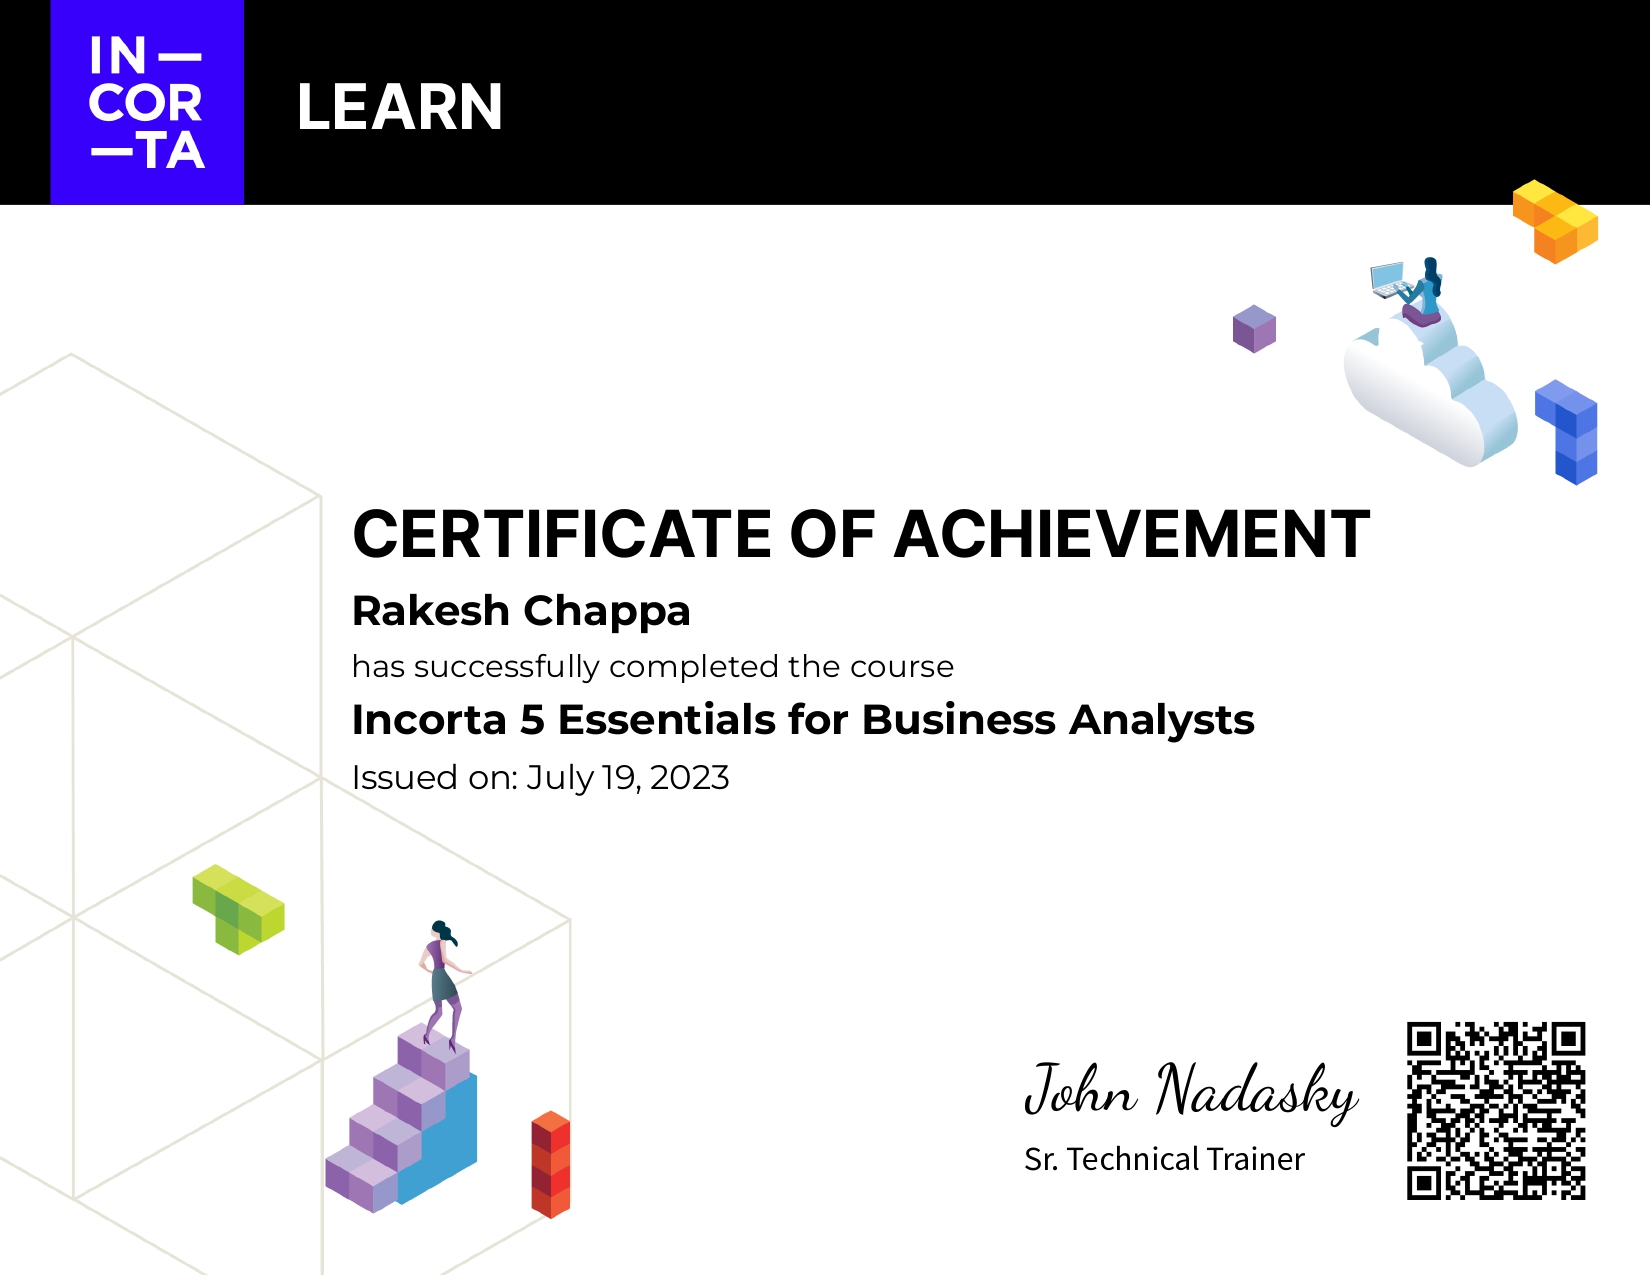 IN—
COR
—TA
LEARN
CERTIFICATE OF ACHIEVEMENT
Rakesh Chappa
has successfully completed the course
Incorta 5 Essentials for Business Analysts
Issued on: July 19, 2023
John Nadasky
Sr. Technical Trainer